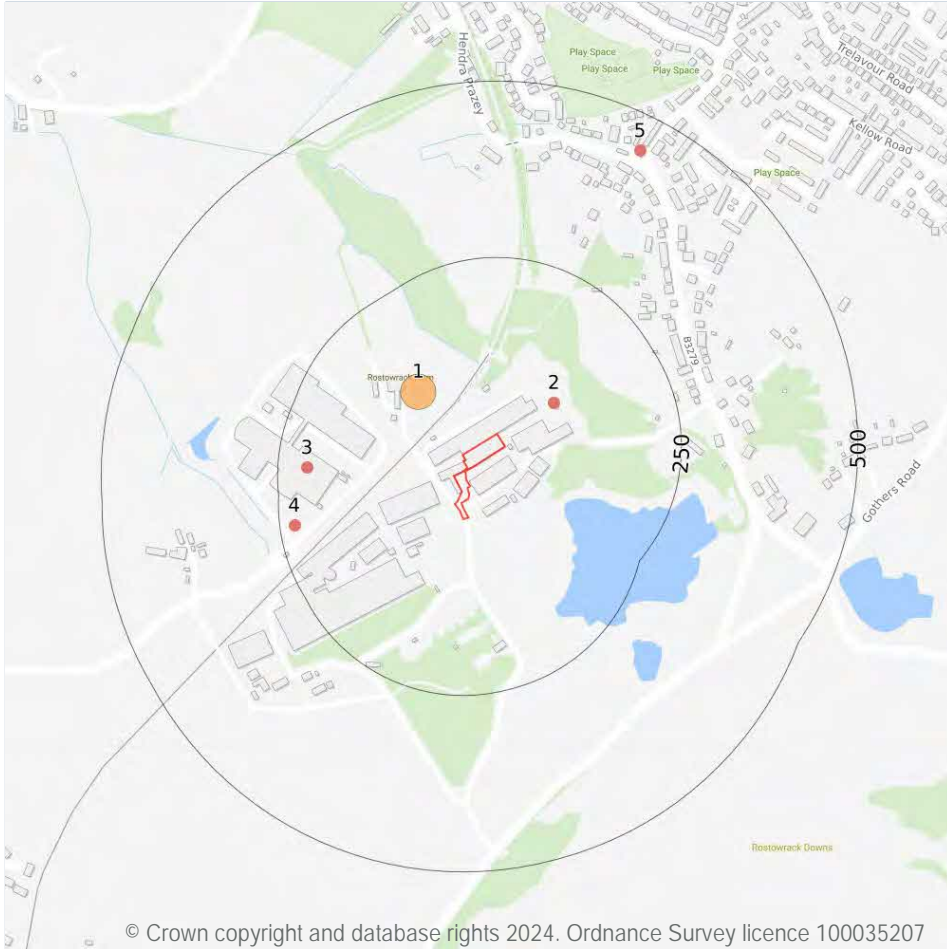 Hendra Prazey
Play Space
Play Space
Play Space
Trelavour Road
Kellow Road
5
Play Space
B3279
1
Rostowrack
2
3
250
500
4
Gothers Road
Rostowrack Downs
© Crown copyright and database rights 2024. Ordnance Survey licence 100035207